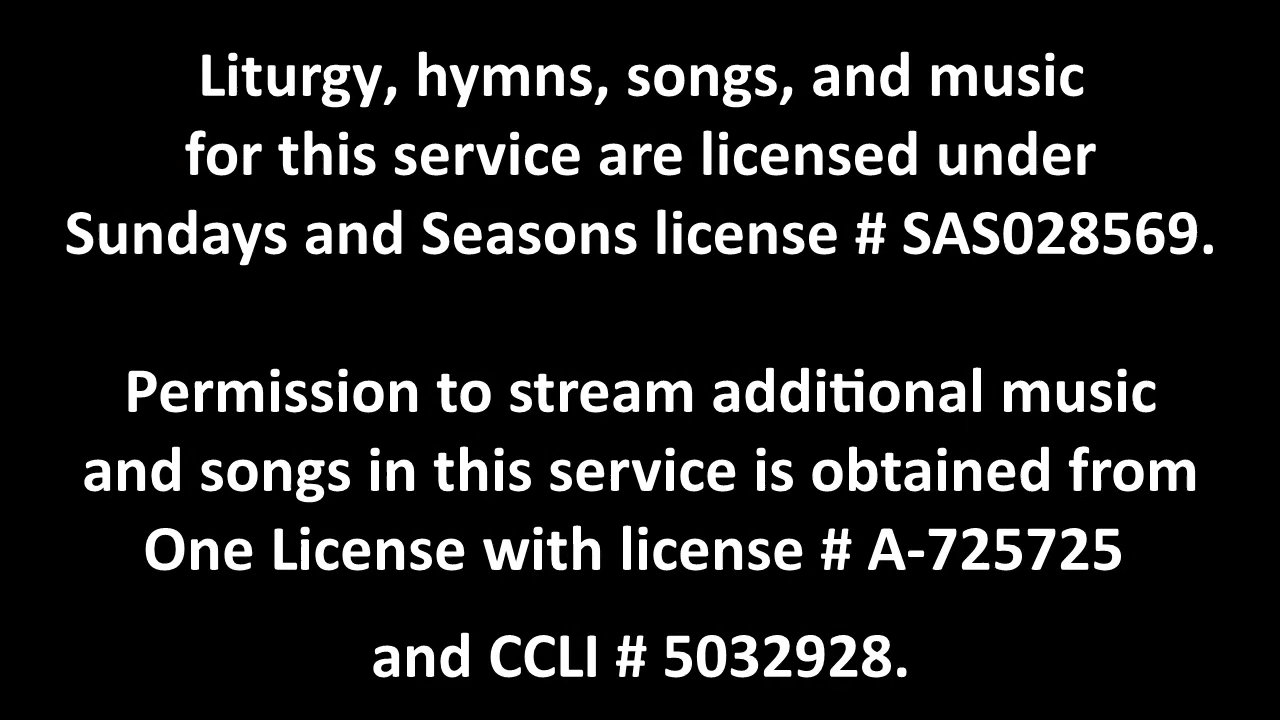 Liturgy, hymns, songs, and music
for this service are licensed under
Sundays and Seasons license # SAS028569.
Permission to stream additional music
and songs in this service is obtained from
One License with license # A-725725
and CCLI # 5032928.